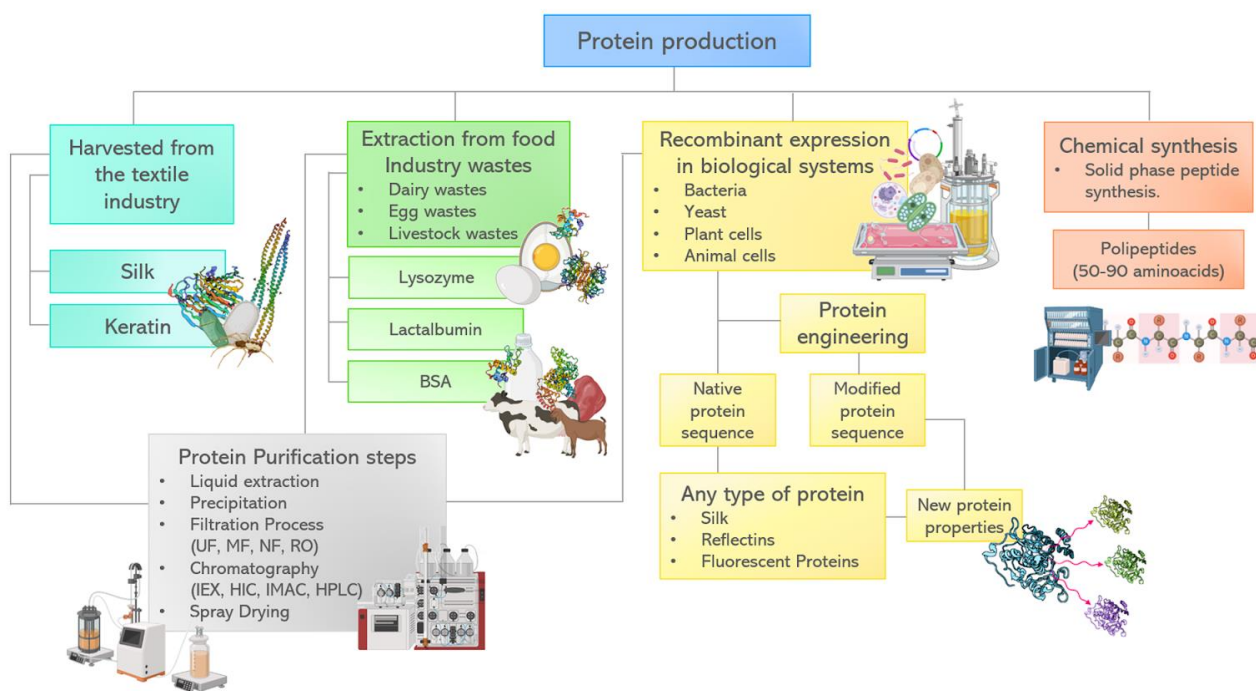 Protein production
Harvested from
the textile
industry
Silk
Keratin
Extraction from food
Industry wastes
• Dairy wastes
• Egg wastes
• Livestock wastes
Lysozyme
Lactalbumin
BSA
Protein Purification steps
• Liquid extraction
• Precipitation
• Filtration Process
(UF, MF, NF, RO)
• Chromatography
(IEX, HIC, IMAC, HPLC)
• Spray Drying
Recombinant expression
in biological systems
• Bacteria
• Yeast
• Plant cells
• Animal cells
Protein
engineering
Native
protein
sequence
Modified
protein
sequence
Any type of protein
• Silk
• Reflectins
• Fluorescent Proteins
New protein
properties
Chemical synthesis
• Solid phase peptide
synthesis.
Polipeptides
(50-90 aminoacids)